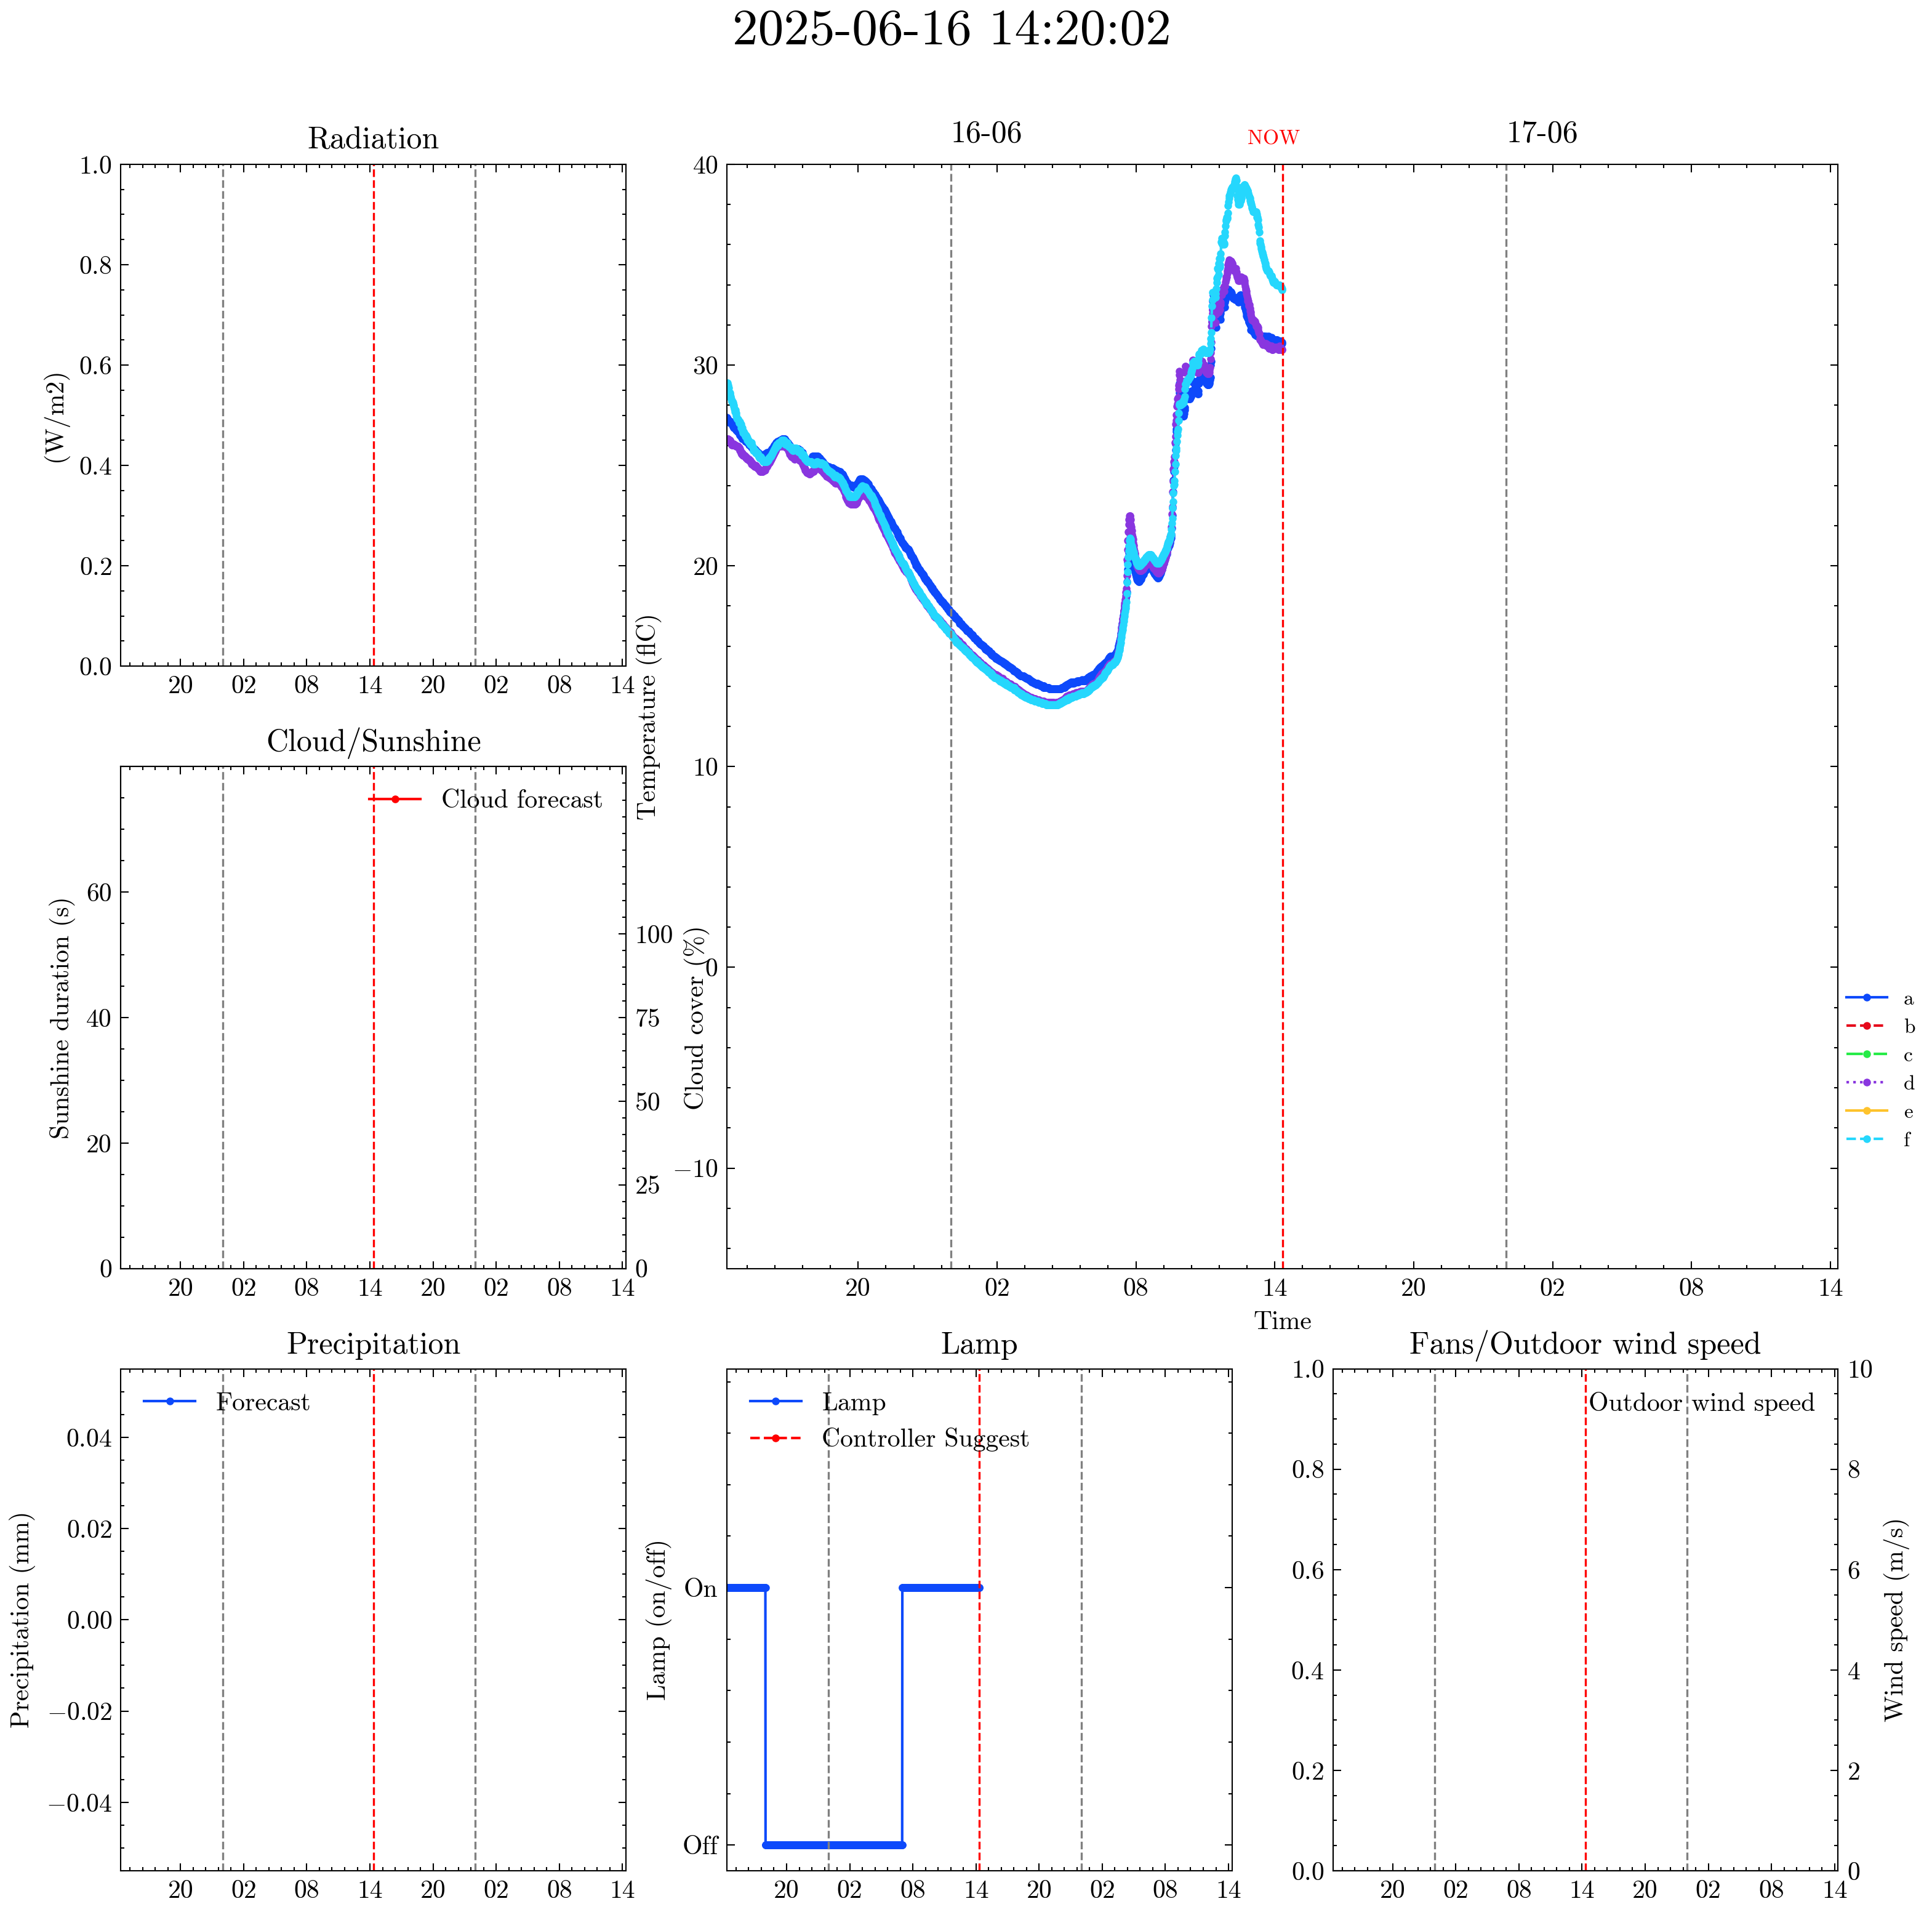 2025-06-16 14:20:02
Radiation
1.0
0.8
0.6
0.4
0.2
0.0
(W/m2)
20 02 08 14 20 02 08 14
16-06
NOW
17-06
40
30
20
10
0
−10
Temperature (flC)
20 02 08 14 20 02 08 14
Time
a
b
c
d
e
f
Cloud/Sunshine
Cloud forecast
60
40
20
0
Sunshine duration (s)
100
75
50
25
0
Cloud cover (%)
20 02 08 14 20 02 08 14
Precipitation
Forecast
0.04
0.02
0.00
−0.02
−0.04
Precipitation (mm)
20 02 08 14 20 02 08 14
Lamp
Lamp
Controller Suggest
On
Off
Lamp (on/off)
20 02 08 14 20 02 08 14
Fans/Outdoor wind speed
Outdoor wind speed
1.0
0.8
0.6
0.4
0.2
0.0
10
8
6
4
2
0
Wind speed (m/s)
20 02 08 14 20 02 08 14